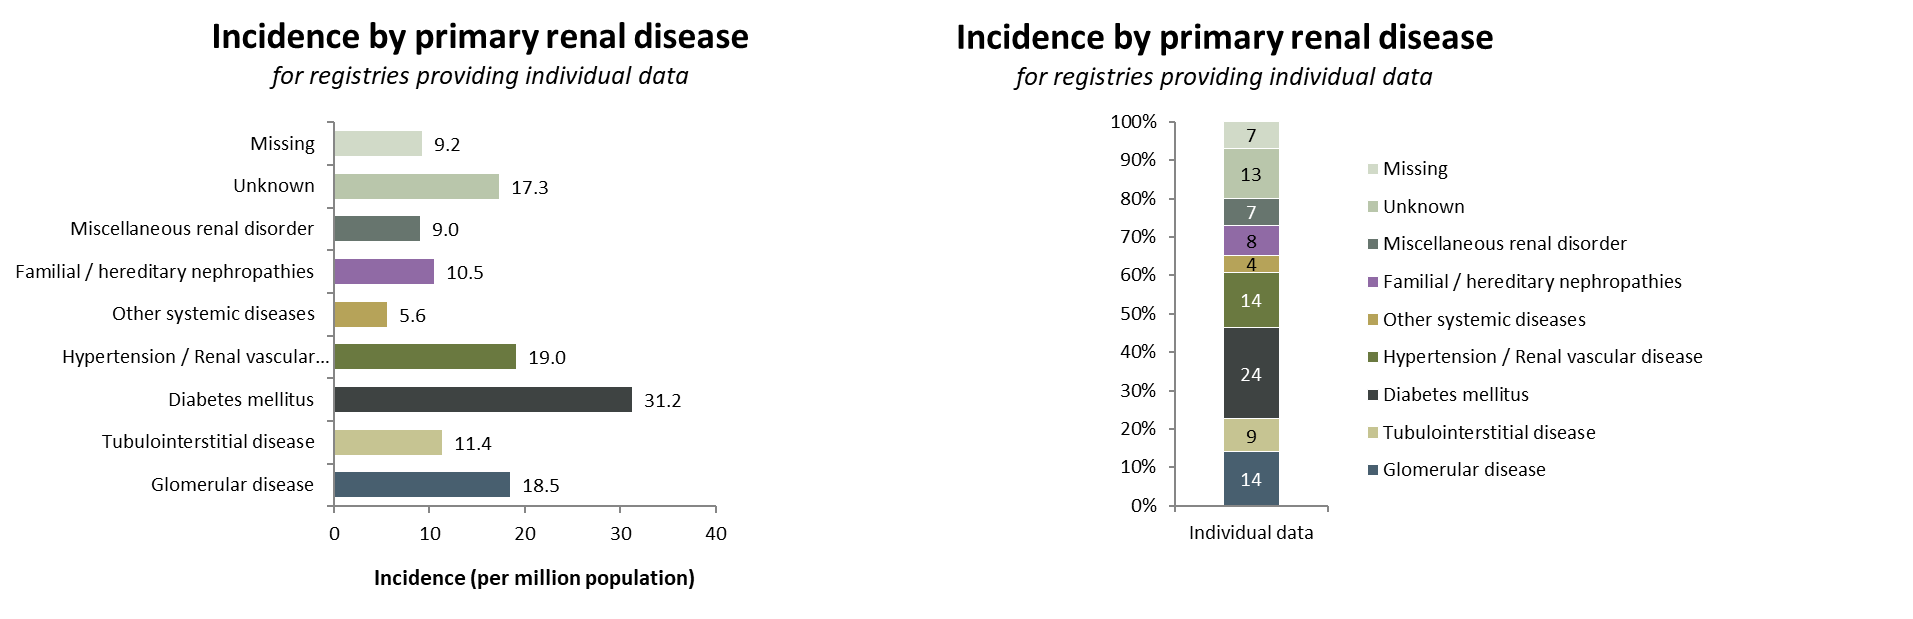 Incidence by primary renal disease
for registries providing individual data
Missing
9.2
Unknown
17.3
Miscellaneous renal disorder
9.0
Familial / hereditary nephropathies
10.5
Other systemic diseases
5.6
Hypertension / Renal vascular...
19.0
Diabetes mellitus
31.2
Tubulointerstitial disease
11.4
Glomerular disease
18.5
0 10 20 30 40
Incidence (per million population)
Incidence by primary renal disease
for registries providing individual data
100%
90%
80%
70%
60%
50%
40%
30%
20%
10%
0%
7
13
7
8
4
14
24
9
14
Individual data
Missing
Unknown
Miscellaneous renal disorder
Familial / hereditary nephropathies
Other systemic diseases
Hypertension / Renal vascular disease
Diabetes mellitus
Tubulointerstitial disease
Glomerular disease